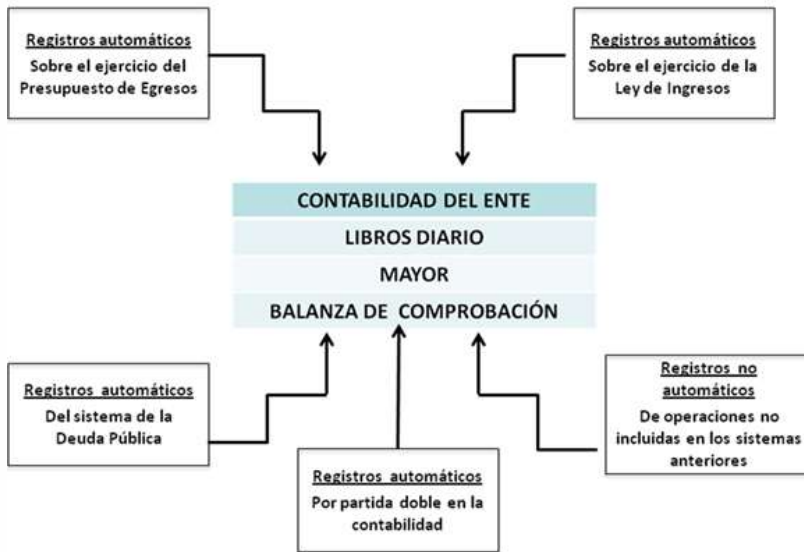 Registros automáticos
Sobre el ejercicio del
Presupuesto de Egresos
Registros automáticos
Sobre el ejercicio de la
Ley de Ingresos
CONTABILIDAD DEL ENTE
LIBROS DIARIO
MAYOR
BALANZA DE COMPROBACIÓN
Registros automáticos
Del sistema de la
Deuda Pública
Registros automáticos
Por partida doble en la
contabilidad
Registros no
automáticos
De operaciones no
incluidas en los sistemas
anteriores